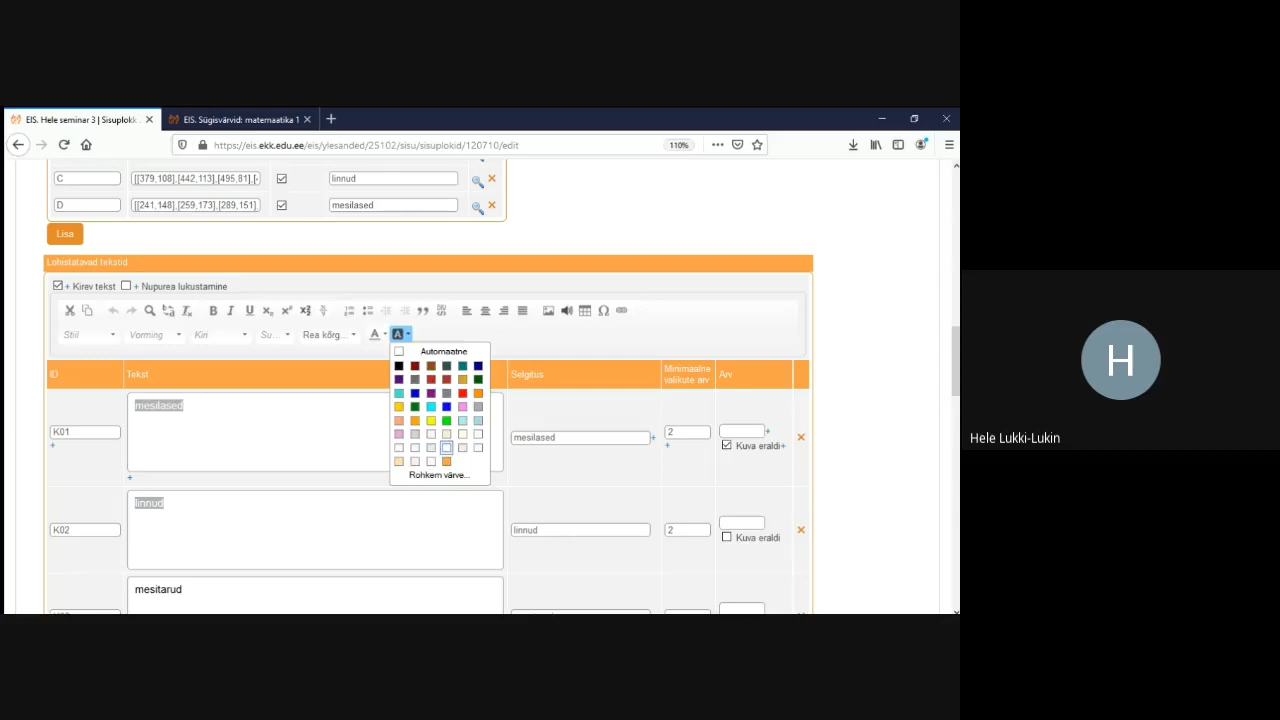 EIS. Hele seminar 3 | Sisuplokk
EIS. Sügisvärvid: matemaatika 1
https://eis.ekk.edu.ee/eis/ylesanded/25102/sisu/sisuplokid/120710/edit
110%
C [[379,108],[442,113],[495,81],[ linnud
D [[241,148],[259,173],[289,151], mesilased
Lisa
Lohistatavad tekstid
+ Kirev tekst + Nupurea lukustamine
Stiil Vorming Kiri Su... Rea kõrg...
Automaatne
Rohkem värve...
ID Tekst Selgitus Minimaalne valikute arv Arv
K01 mesilased mesilased + 2 +
Kuva eraldi+
K02 linnud linnud 2
Kuva eraldi
mesitarud
H
Hele Lukki-Lukin